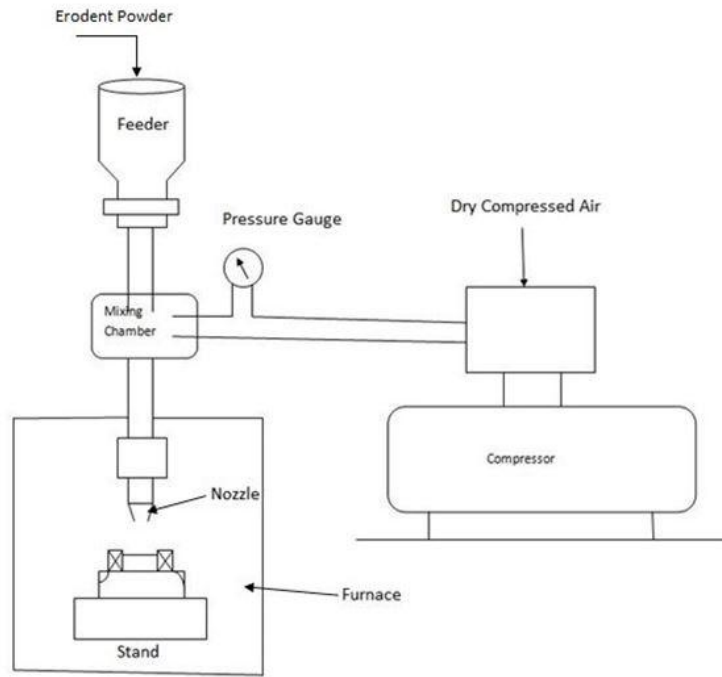 Erodent Powder
Feeder
Pressure Gauge
Dry Compressed Air
Mixing
Chamber
Compressor
Nozzle
Furnace
Stand